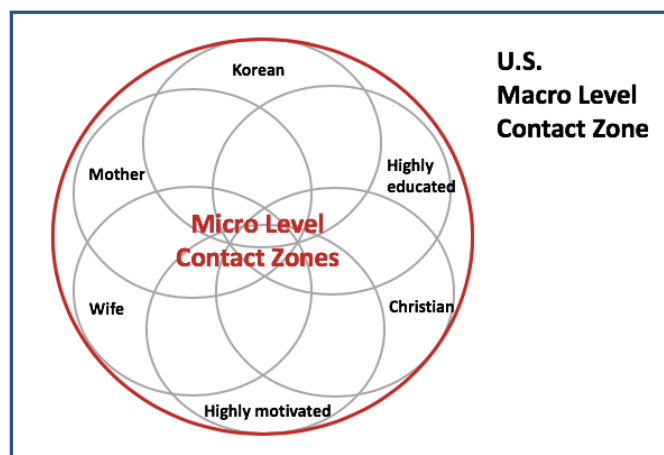 U.S.
Macro Level
Contact Zone
Korean
Mother
Highly
educated
Micro Level
Contact Zones
Wife
Christian
Highly motivated